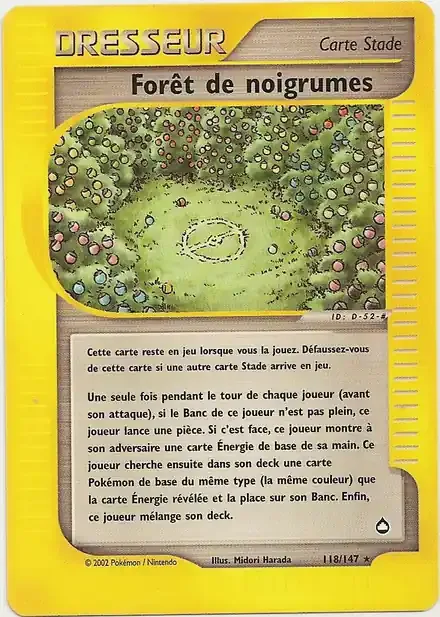 DRESSEUR
Carte Stade
Forêt de noigrumes
ID: D-52-#
Cette carte reste en jeu lorsque vous la jouez. Défaussez-vous
de cette carte si une autre carte Stade arrive en jeu.
Une seule fois pendant le tour de chaque joueur (avant
son attaque), si le Banc de ce joueur n'est pas plein, ce
joueur lance une pièce. Si c'est face, ce joueur montre à
son adversaire une carte Énergie de base de sa main. Ce
joueur cherche ensuite dans son deck une carte
Pokémon de base du même type (la même couleur) que
la carte Énergie révélée et la place sur son Banc. Enfin,
ce joueur mélange son deck.
© 2002 Pokémon / Nintendo
Illus. Midori Harada
118/147 ★